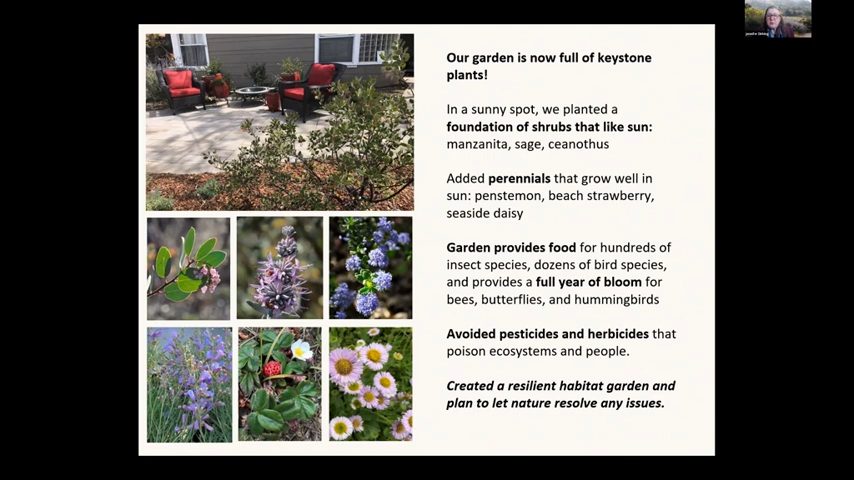 Our garden is now full of keystone
plants!
In a sunny spot, we planted a
foundation of shrubs that like sun:
manzanita, sage, ceanothus
Added perennials that grow well in
sun: penstemon, beach strawberry,
seaside daisy
Garden provides food for hundreds of
insect species, dozens of bird species,
and provides a full year of bloom for
bees, butterflies, and hummingbirds
Avoided pesticides and herbicides that
poison ecosystems and people.
Created a resilient habitat garden and
plan to let nature resolve any issues.